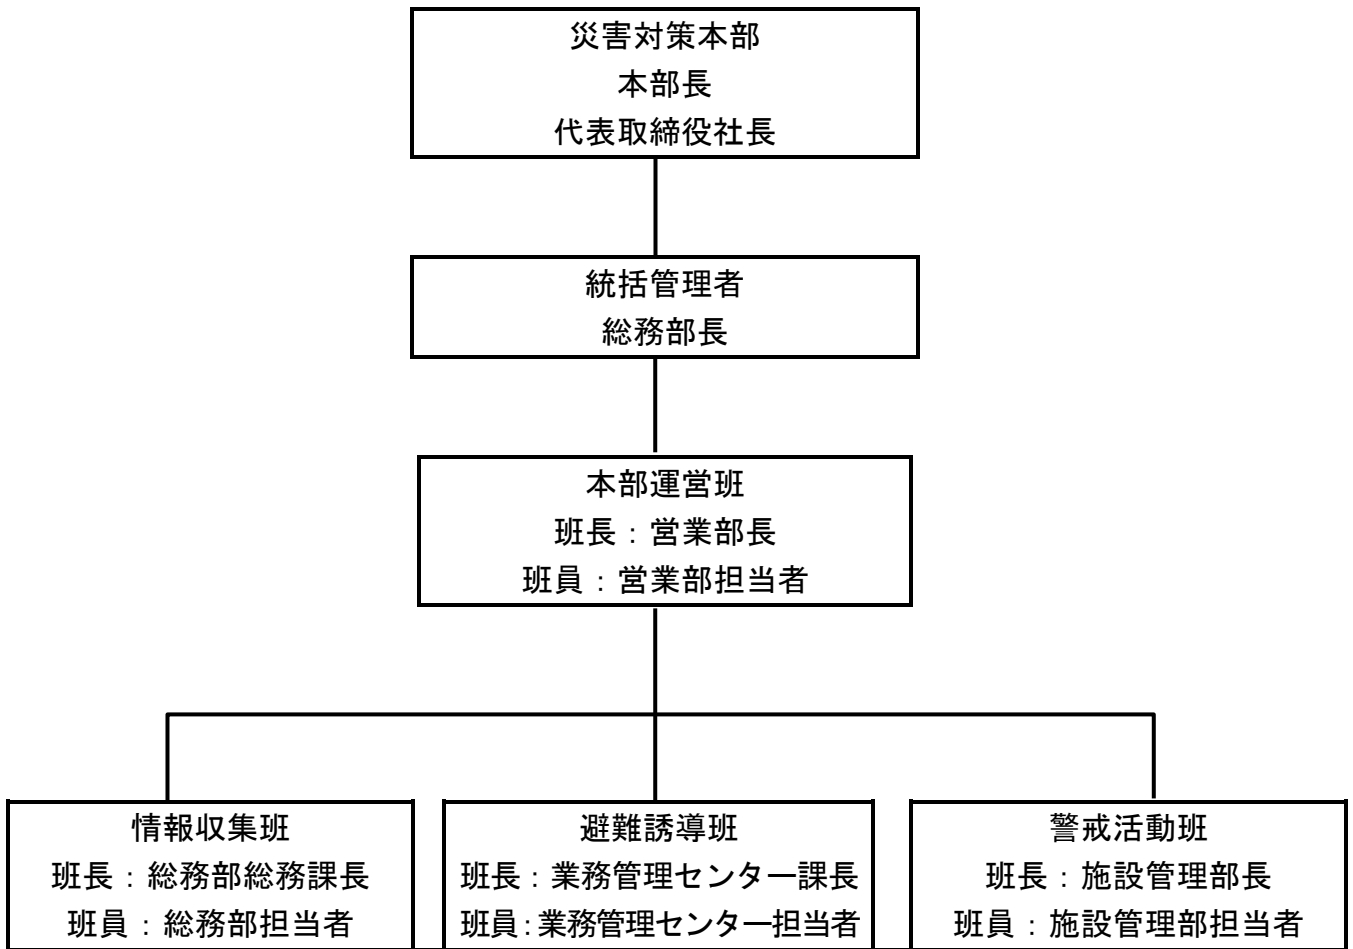 災害対策本部
本部長
代表取締役社長
統括管理者
総務部長
本部運営班
班長：営業部長
班員：営業部担当者
情報収集班
班長：総務部総務課長
班員：総務部担当者
避難誘導班
班長：業務管理センター課長
班員：業務管理センター担当者
警戒活動班
班長：施設管理部長
班員：施設管理部担当者